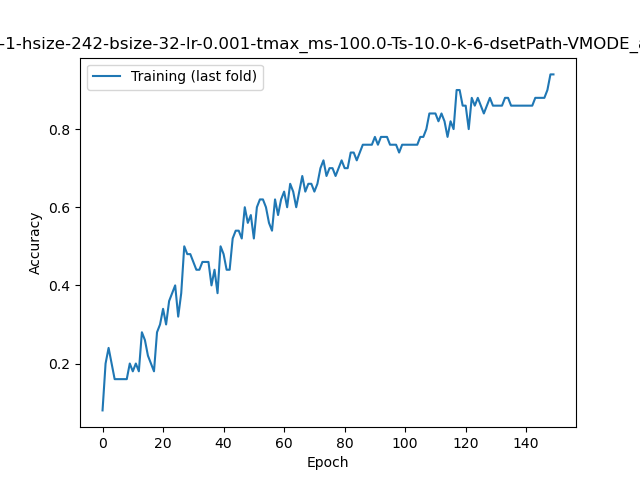 -1-hsize-242-bsize-32-lr-0.001-tmax_ms-100.0-Ts-10.0-k-6-dsetPath-VMODE_
Training (last fold)
Accuracy
0.8
0.6
0.4
0.2
0 20 40 60 80 100 120 140
Epoch